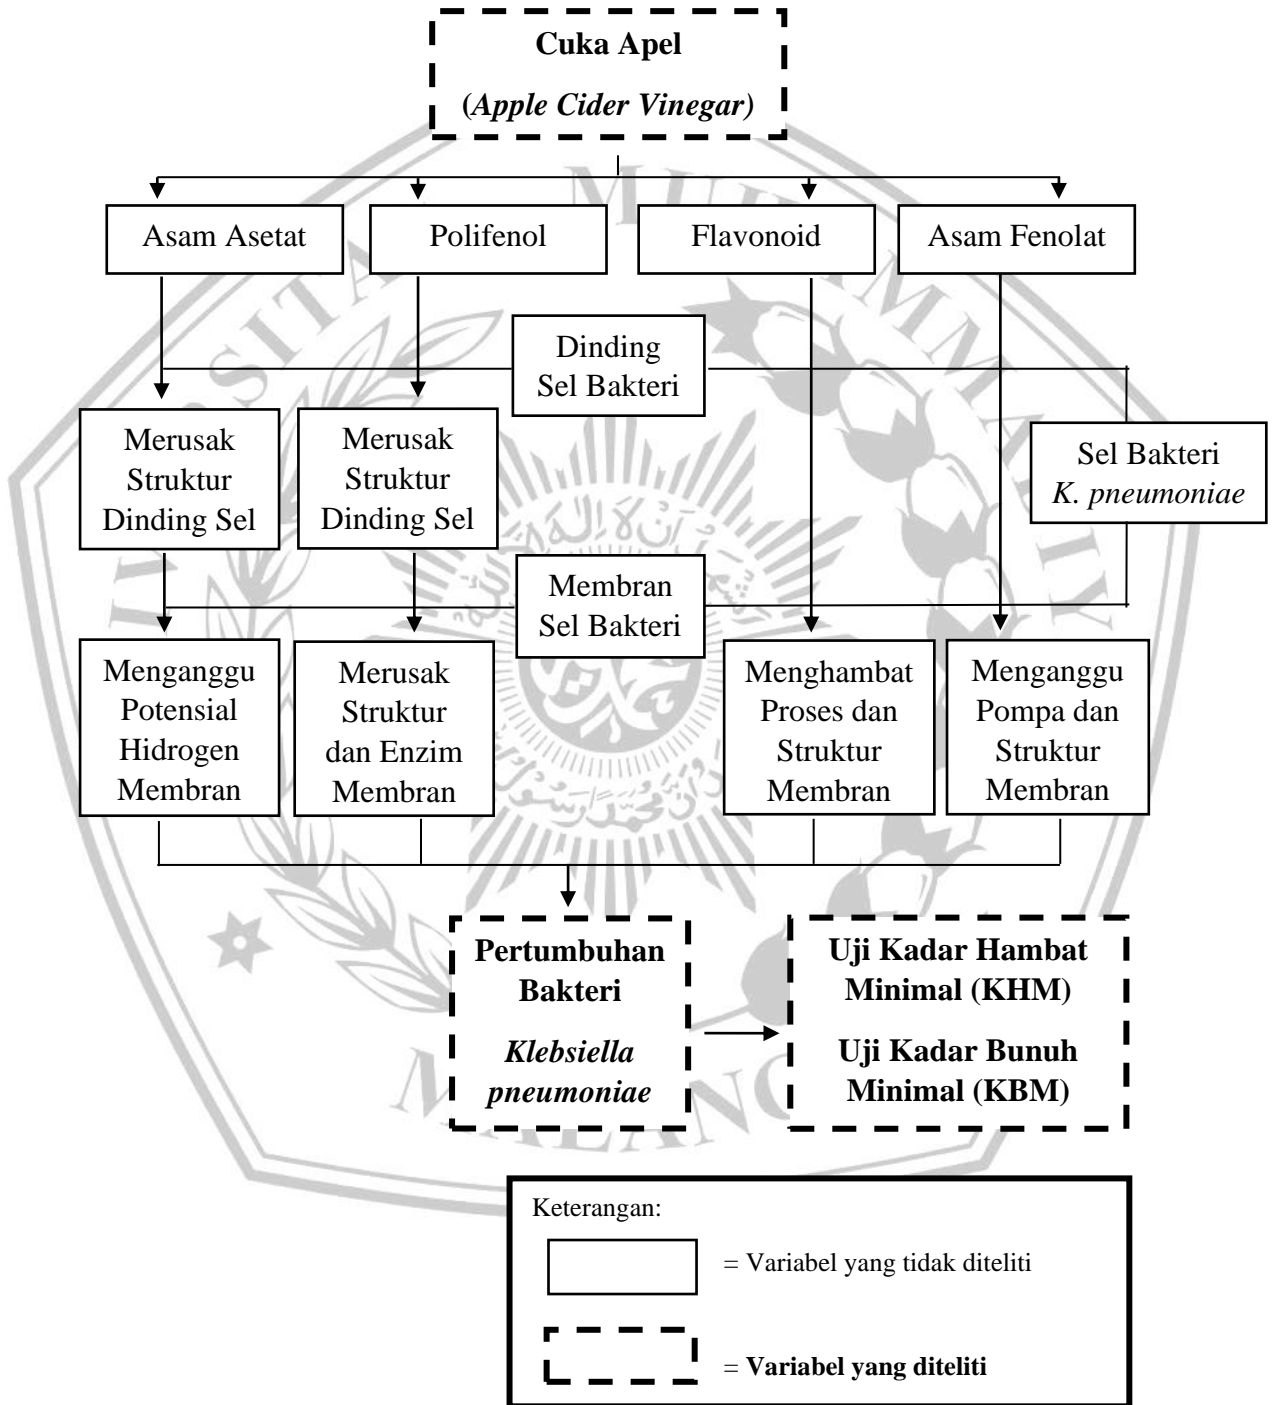 Cuka Apel
(Apple Cider Vinegar)
Asam Asetat
Polifenol
Flavonoid
Asam Fenolat
Dinding
Sel Bakteri
Merusak
Struktur
Dinding Sel
Merusak
Struktur
Dinding Sel
Sel Bakteri
K. pneumoniae
Membran
Sel Bakteri
Menganggu
Potensial
Hidrogen
Membran
Merusak
Struktur
dan Enzim
Membran
Menghambat
Proses dan
Struktur
Membran
Menganggu
Pompa dan
Struktur
Membran
Pertumbuhan
Bakteri
Klebsiella
pneumoniae
Uji Kadar Hambat
Minimal (KHM)
Uji Kadar Bunuh
Minimal (KBM)
Keterangan:
= Variabel yang tidak diteliti
= Variabel yang diteliti
MALANG